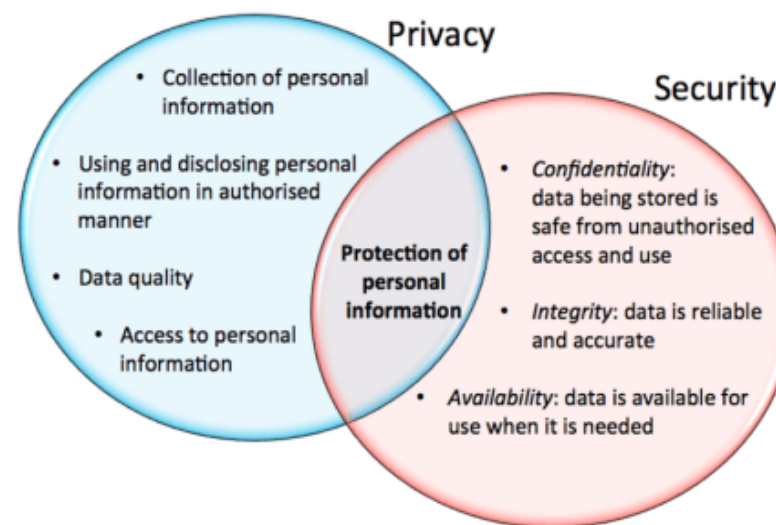 Privacy
• Collection of personal
information
• Using and disclosing personal
information in authorised
manner
• Data quality
• Access to personal
information
Protection of
personal
information
Security
• Confidentiality:
data being stored is
safe from unauthorised
access and use
• Integrity: data is reliable
and accurate
• Availability: data is available for
use when it is needed